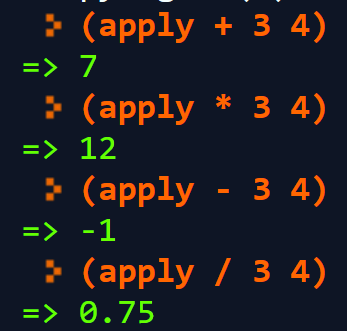 (apply + 3 4)
=> 7
(apply * 3 4)
=> 12
(apply - 3 4)
=> -1
(apply / 3 4)
=> 0.75